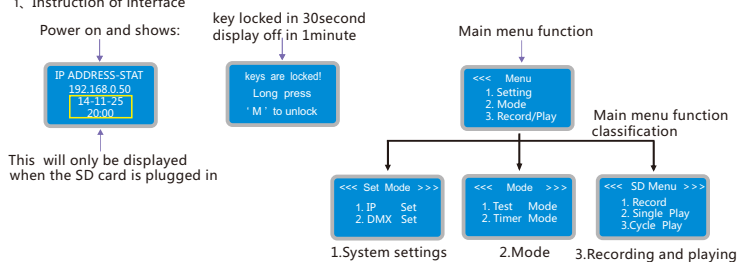 1、Instruction of interface
Power on and shows:
IP ADDRESS-STAT
192.168.0.50
14-11-25
20:00
This will only be displayed
when the SD card is plugged in
key locked in 30second
display off in 1minute
keys are locked!
Long press
' M ' to unlock
Main menu function
<<< Menu
1. Setting
2. Mode
3. Record/Play
Main menu function
classification
<<< Set Mode >>>
1. IP Set
2. DMX Set
1.System settings
<<< Mode >>>
1. Test Mode
2. Timer Mode
2.Mode
<<< SD Menu >>>
1. Record
2. Single Play
3.Cycle Play
3.Recording and playing